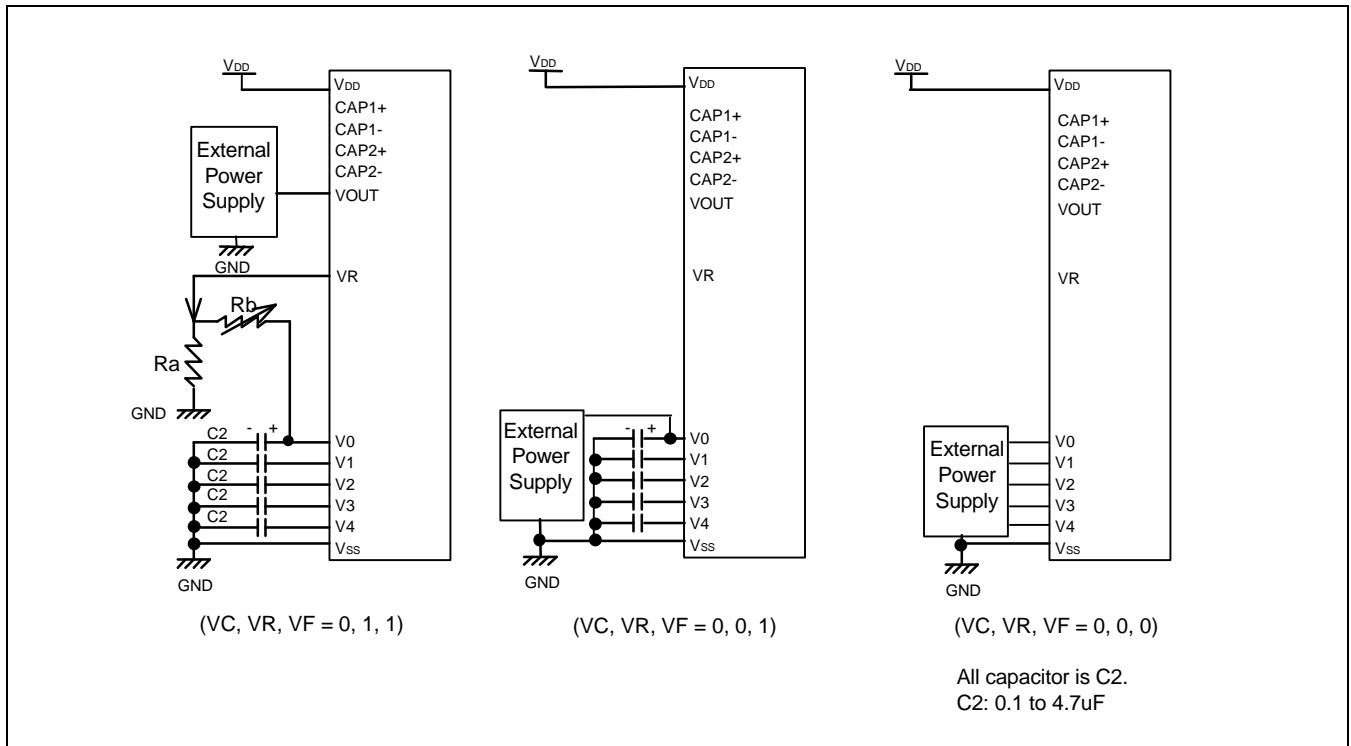 VDD
VDD
CAP1+
CAP1-
CAP2+
CAP2-
VOUT
External
Power
Supply
GND
VR
Rb
Ra
GND
- +
C2
C2
C2
C2
C2
V0
V1
V2
V3
V4
VSS
GND
(VC, VR, VF = 0, 1, 1)
VDD
VDD
CAP1+
CAP1-
CAP2+
CAP2-
VOUT
VR
External
Power
Supply
- +
V0
V1
V2
V3
V4
VSS
GND
(VC, VR, VF = 0, 0, 1)
VDD
VDD
CAP1+
CAP1-
CAP2+
CAP2-
VOUT
VR
External
Power
Supply
V0
V1
V2
V3
V4
VSS
GND
(VC, VR, VF = 0, 0, 0)
All capacitor is C2.
C2: 0.1 to 4.7uF